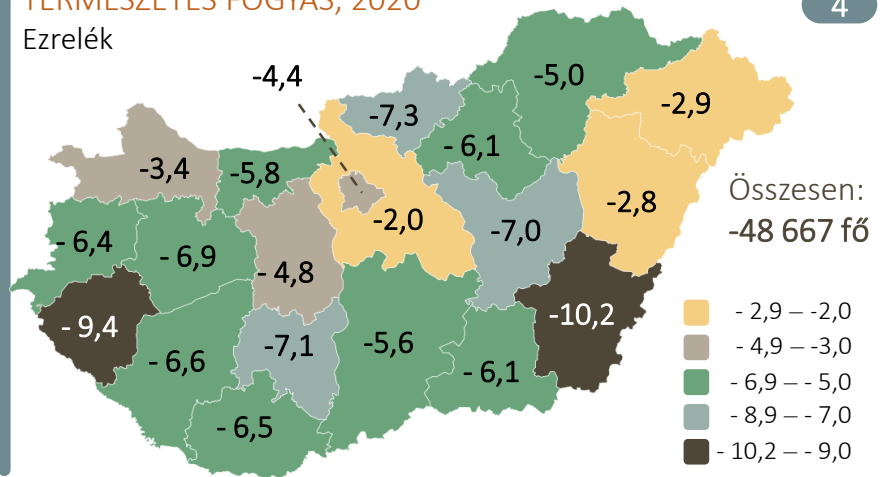 TERMÉSZETES FOGYÁS, 2020
4
Ezrelék
-4,4
-5,0
-7,3
-2,9
- 6,1
-3,4
-5,8
-2,8
-2,0
-7,0
- 6,4
- 6,9
- 4,8
Összesen:
-48 667 fő
- 9,4
-10,2
-7,1
-5,6
- 6,6
- 6,1
- 6,5
- 2,9 – -2,0
- 4,9 – -3,0
- 6,9 – - 5,0
- 8,9 – - 7,0
- 10,2 – - 9,0